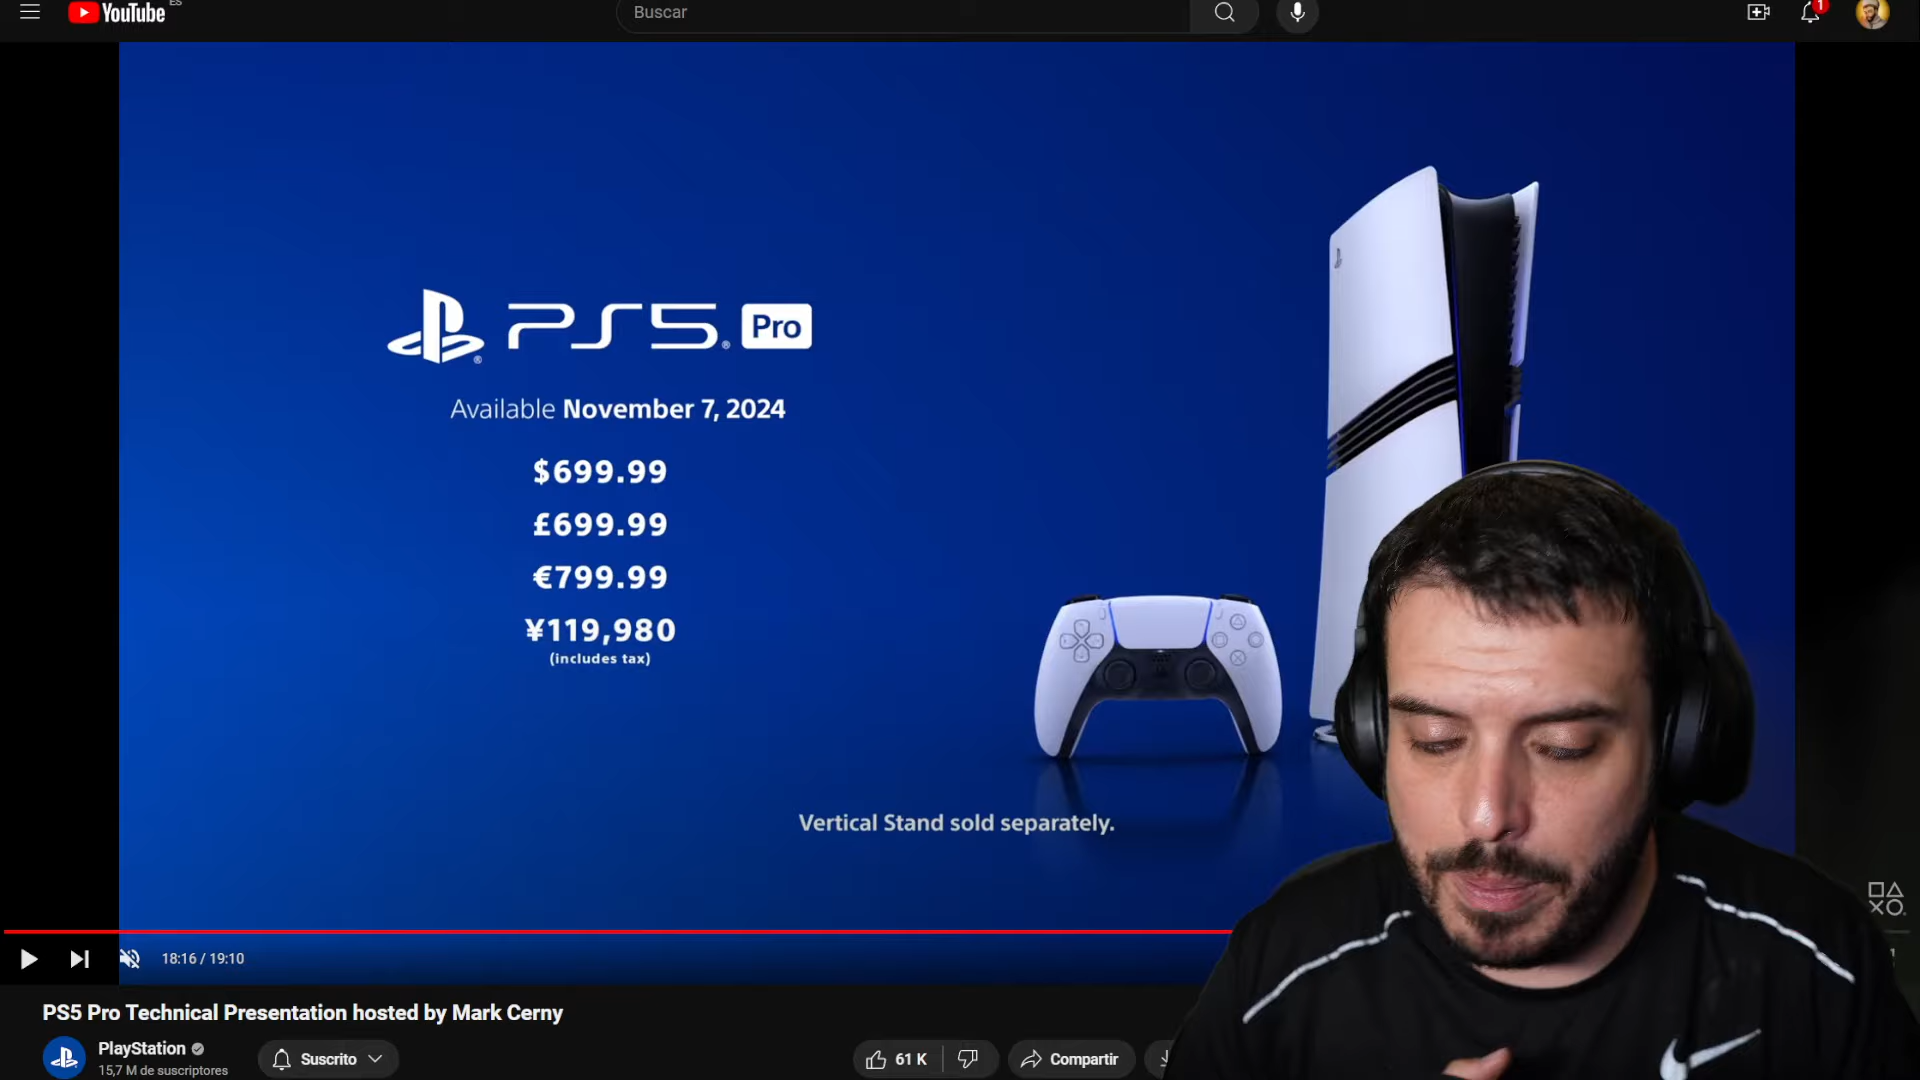 YouTube ES
Buscar
1
PS5 Pro
Available November 7, 2024
$699.99
£699.99
€799.99
¥119,980
(includes tax)
Vertical Stand sold separately.
18:16 / 19:10
PS5 Pro Technical Presentation hosted by Mark Cerny
PlayStation
15,7 M de suscriptores
Suscrito
61 K
Compartir